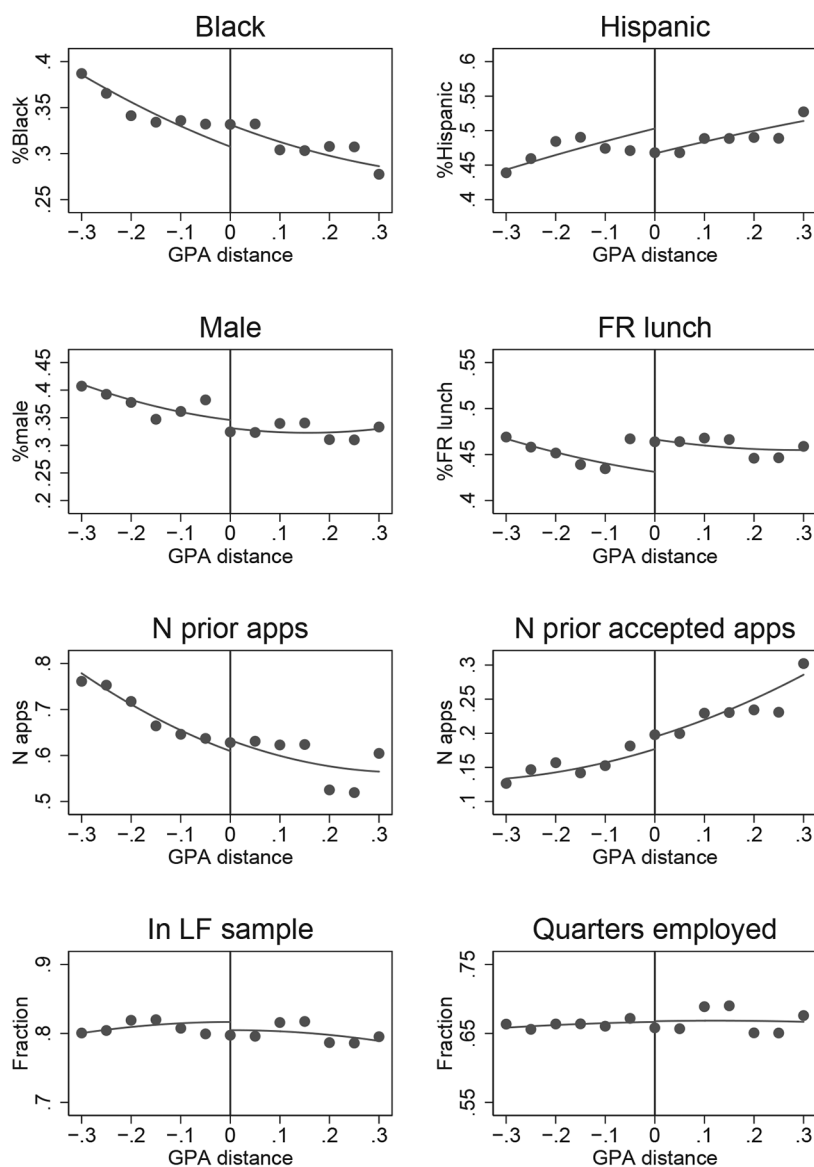 Black
%Black
.4
.35
.3
.25
−.3 −.2 −.1 0 .1 .2 .3
GPA distance
Hispanic
%Hispanic
.6
.55
.5
.45
.4
−.3 −.2 −.1 0 .1 .2 .3
GPA distance
Male
%male
.45
.4
.35
.3
.25
.2
−.3 −.2 −.1 0 .1 .2 .3
GPA distance
FR lunch
%FR lunch
.55
.5
.45
.4
−.3 −.2 −.1 0 .1 .2 .3
GPA distance
N prior apps
N apps
.8
.7
.6
.5
−.3 −.2 −.1 0 .1 .2 .3
GPA distance
N prior accepted apps
N apps
.3
.25
.2
.15
.1
−.3 −.2 −.1 0 .1 .2 .3
GPA distance
In LF sample
Fraction
.9
.8
.7
−.3 −.2 −.1 0 .1 .2 .3
GPA distance
Quarters employed
Fraction
.75
.65
.55
−.3 −.2 −.1 0 .1 .2 .3
GPA distance